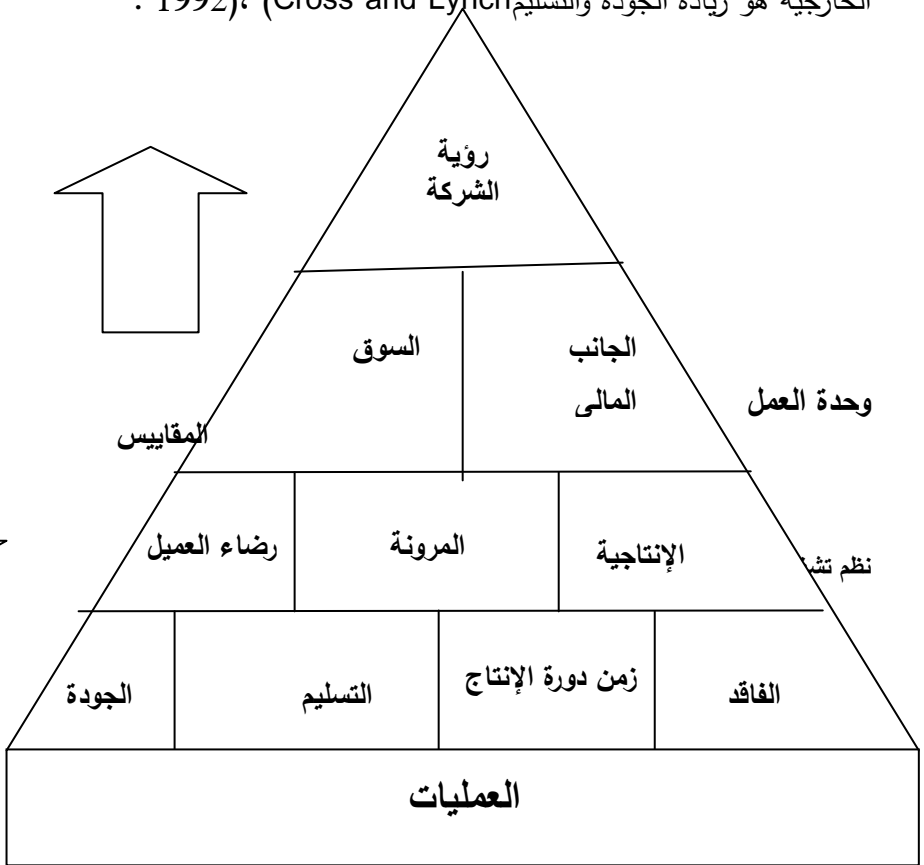 الخارجية هو زيادة الجودة والتسليم Cross and Lynch) ،(1992 .
رؤية
الشركة
الجانب
المالى
السوق
وحدة العمل
المقاييس
الإنتاجية
المرونة
رضاء العميل
نظم
الفاقد
زمن دورة الإنتاج
التسليم
الجودة
العمليات